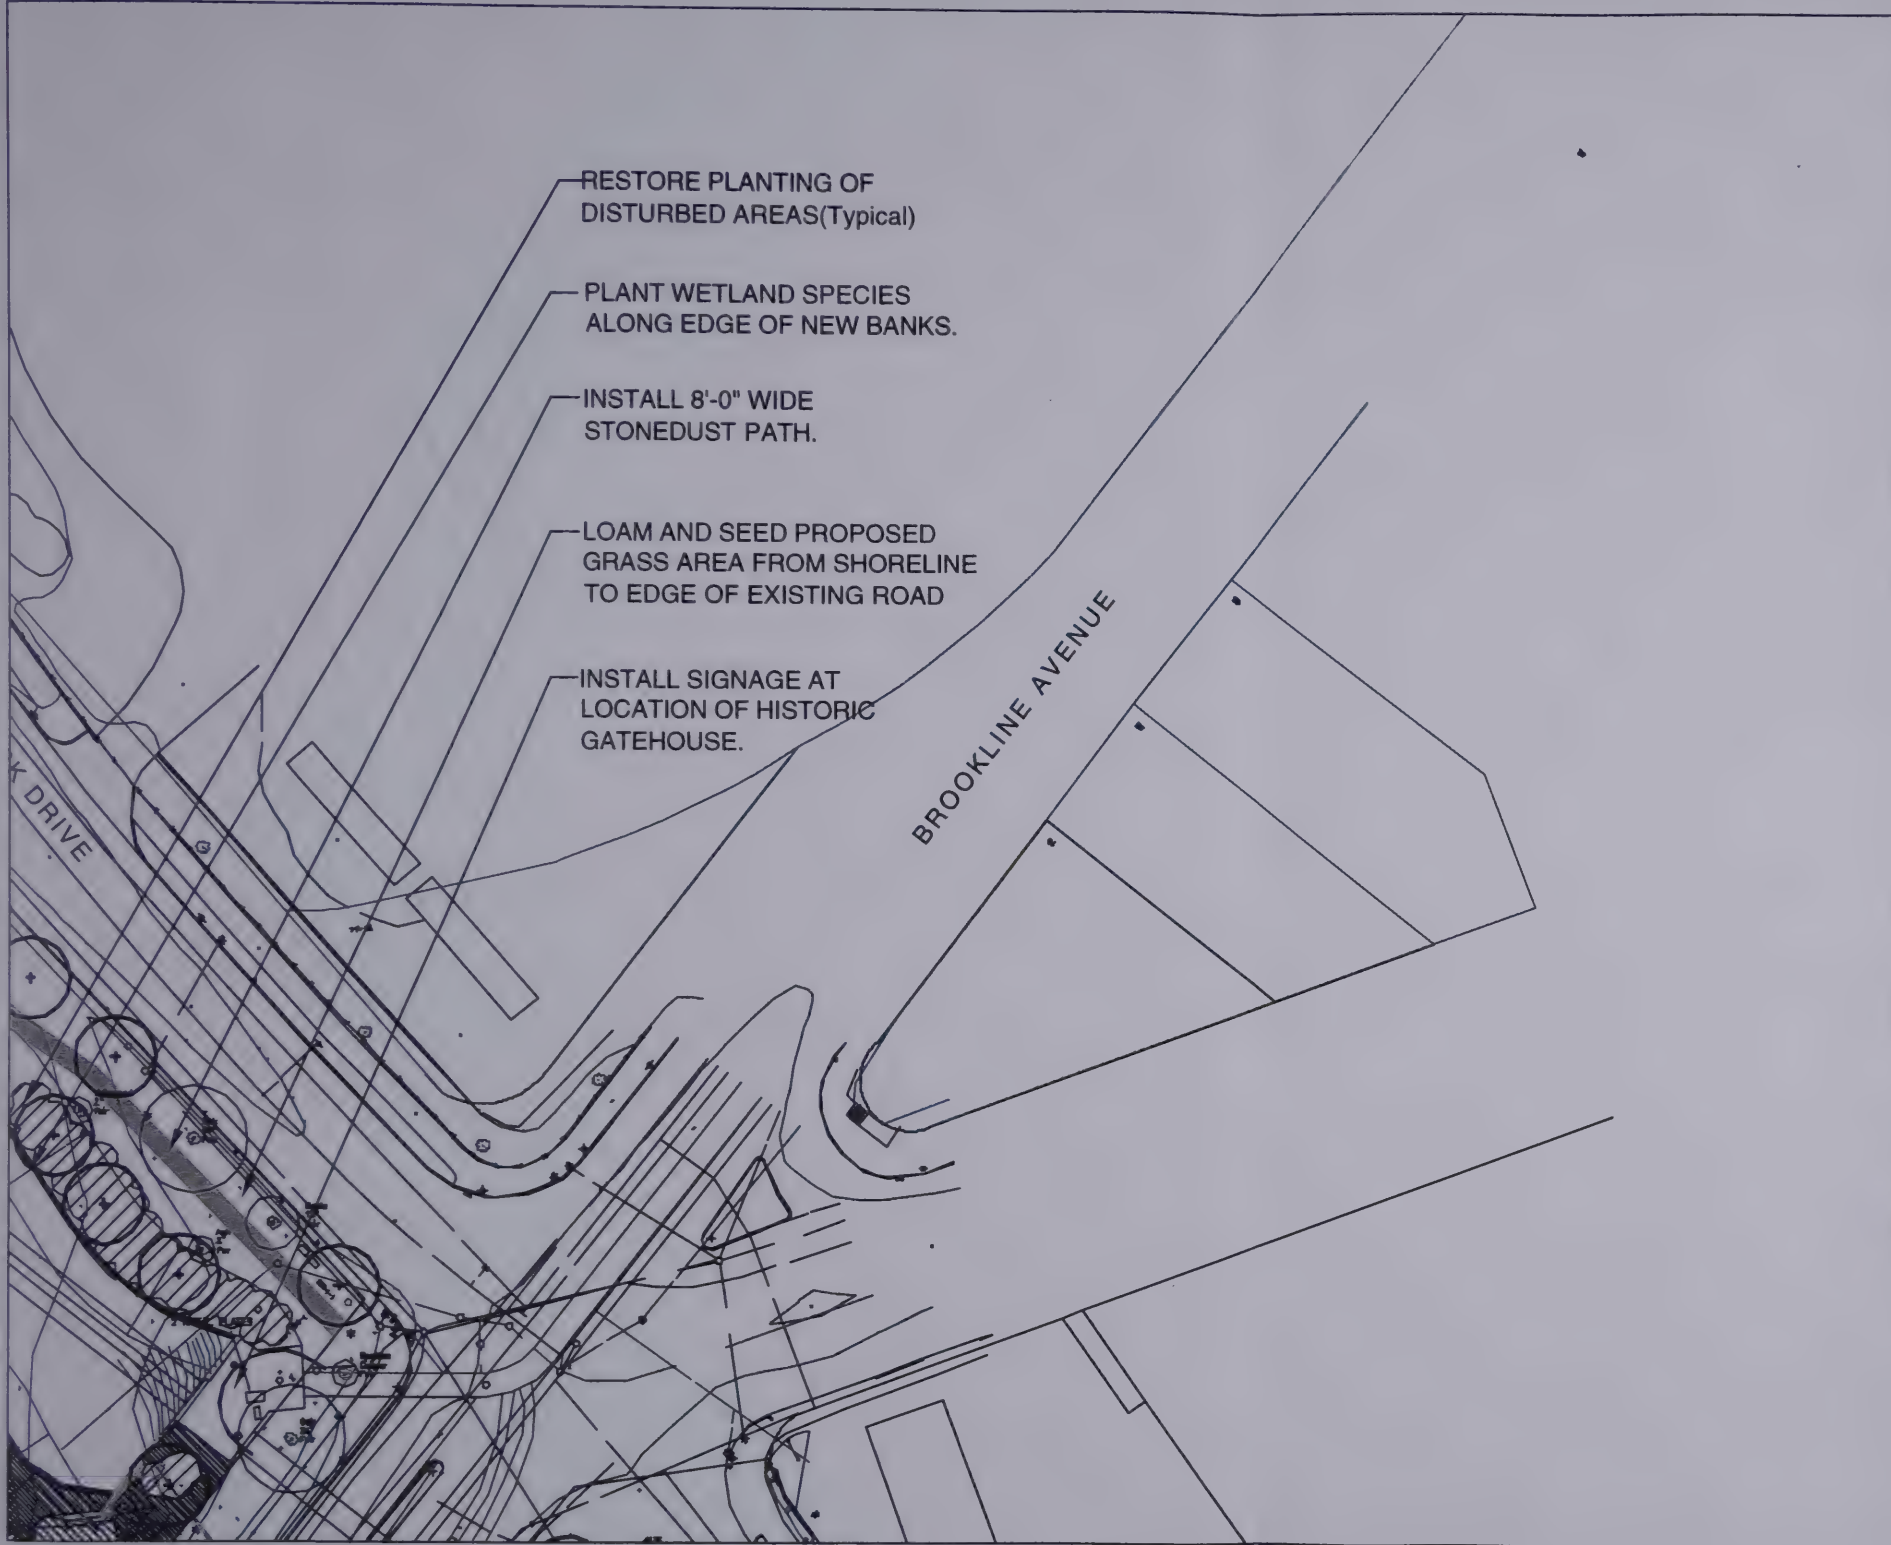 RESTORE PLANTING OF
DISTURBED AREAS(Typical)
PLANT WETLAND SPECIES
ALONG EDGE OF NEW BANKS.
INSTALL 8'-0" WIDE
STONEDUST PATH.
LOAM AND SEED PROPOSED
GRASS AREA FROM SHORELINE
TO EDGE OF EXISTING ROAD
INSTALL SIGNAGE AT
LOCATION OF HISTORIC
GATEHOUSE.
BROOKLINE AVENUE
K DRIVE